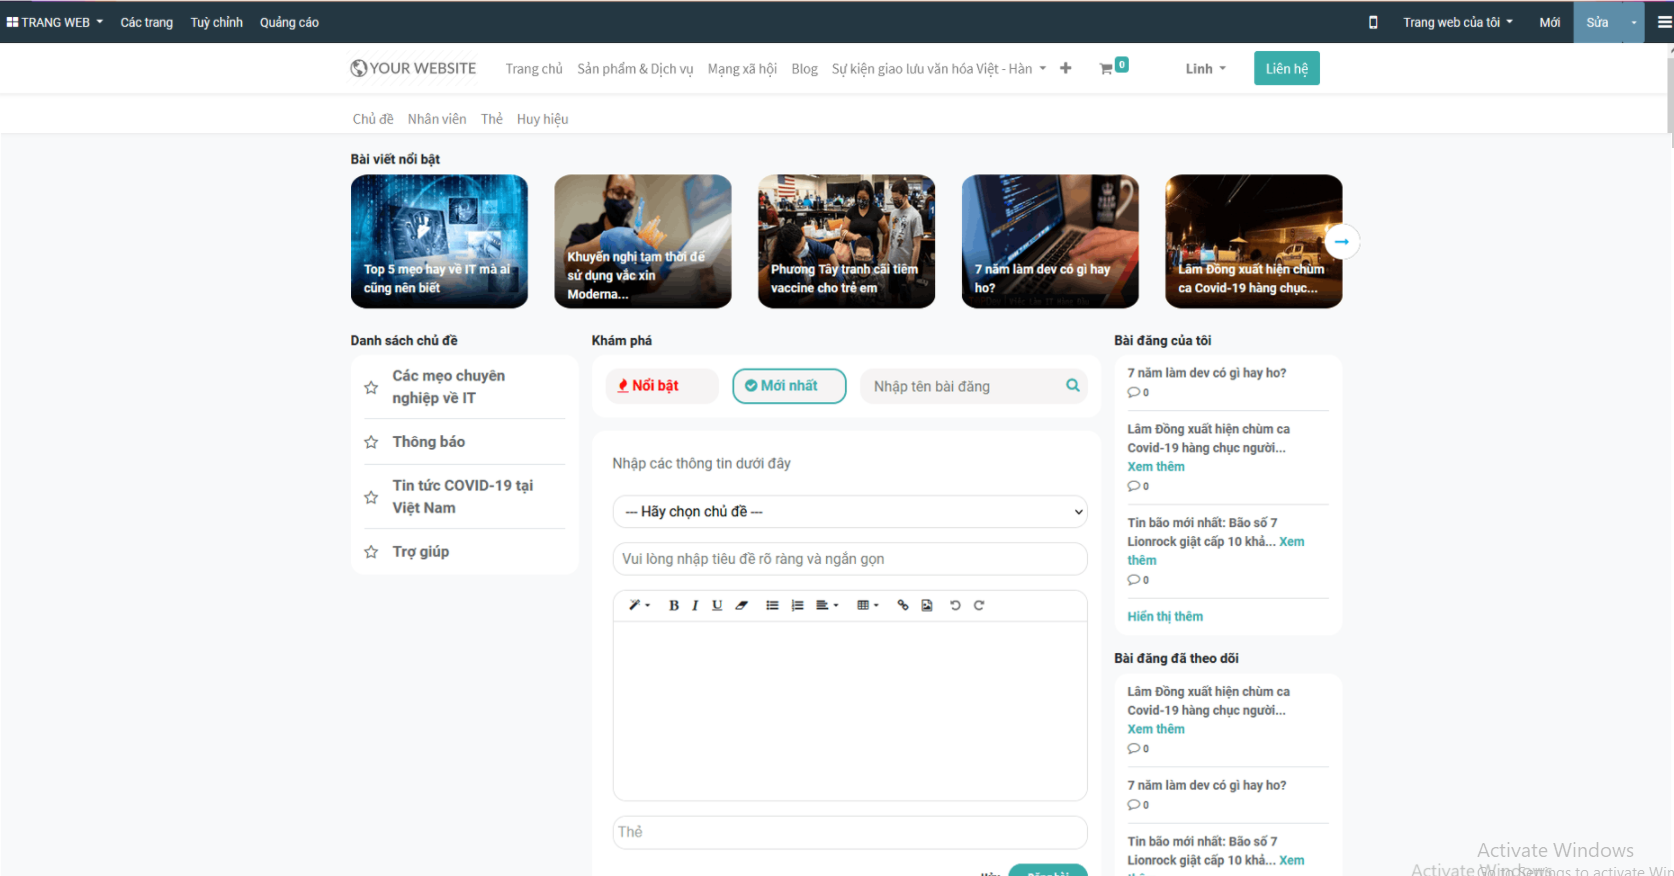 TRANG WEB Các trang Tuỳ chỉnh Quảng cáo Trang web của tôi Mới Sửa
YOUR WEBSITE Trang chủ Sản phẩm & Dịch vụ Mạng xã hội Blog Sự kiện giao lưu văn hóa Việt - Hàn 0 Linh Liên hệ
Chủ đề Nhân viên Thẻ Huy hiệu
Bài viết nổi bật
Top 5 mẹo hay về IT mà ai
cũng nên biết
Khuyến nghị tạm thời để
sử dụng vắc xin
Moderna...
Phương Tây tranh cãi tiêm
vaccine cho trẻ em
7 năm làm dev có gì hay
ho?
Lâm Đồng xuất hiện chùm
ca Covid-19 hàng chục...
Danh sách chủ đề
Các mẹo chuyên
nghiệp về IT
Thông báo
Tin tức COVID-19 tại
Việt Nam
Trợ giúp
Khám phá
Nổi bật Mới nhất Nhập tên bài đăng
Nhập các thông tin dưới đây
--- Hãy chọn chủ đề ---
Vui lòng nhập tiêu đề rõ ràng và ngắn gọn
B I U
Thẻ
Bài đăng của tôi
7 năm làm dev có gì hay ho?
0
Lâm Đồng xuất hiện chùm ca
Covid-19 hàng chục người...
Xem thêm
0
Tin bão mới nhất: Bão số 7
Lionrock giật cấp 10 khả... Xem
thêm
0
Hiển thị thêm
Bài đăng đã theo dõi
Lâm Đồng xuất hiện chùm ca
Covid-19 hàng chục người...
Xem thêm
0
7 năm làm dev có gì hay ho?
0
Tin bão mới nhất: Bão số 7
Lionrock giật cấp 10 khả... Xem
Activate Windows
Activate Windows